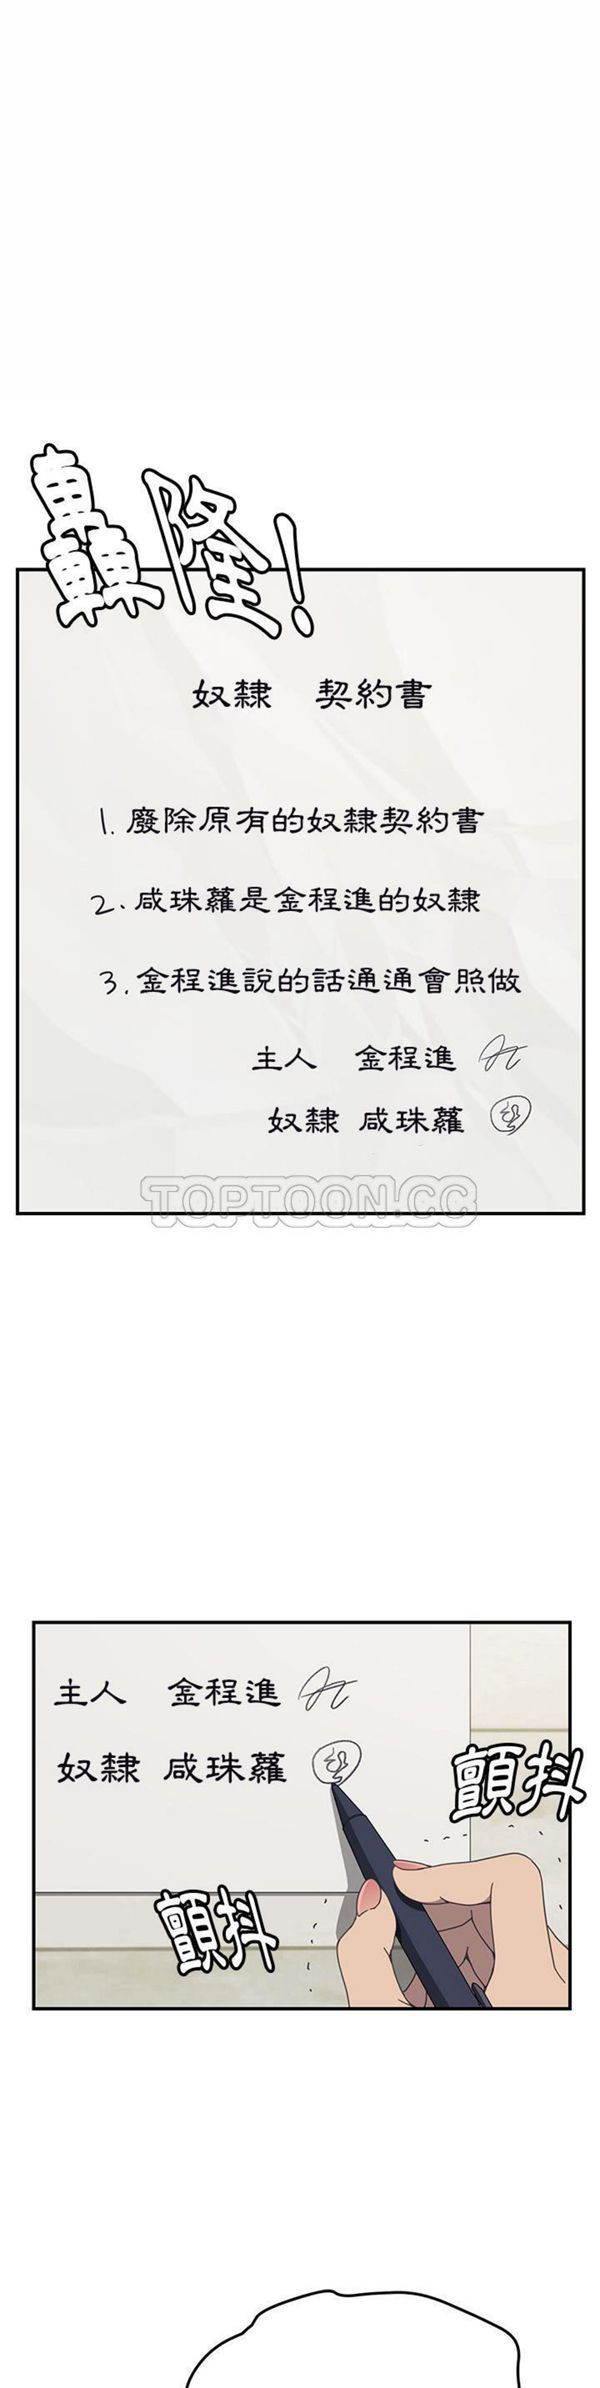 轟隆!
奴隸 契約書
1. 廢除原有的奴隸契約書
2. 咸珠蘿是金程進的奴隸
3. 金程進說的話通通會照做
主人 金程進
奴隸 咸珠蘿
TOPTOON.CC
主人 金程進
奴隸 咸珠蘿
顫抖
顫抖